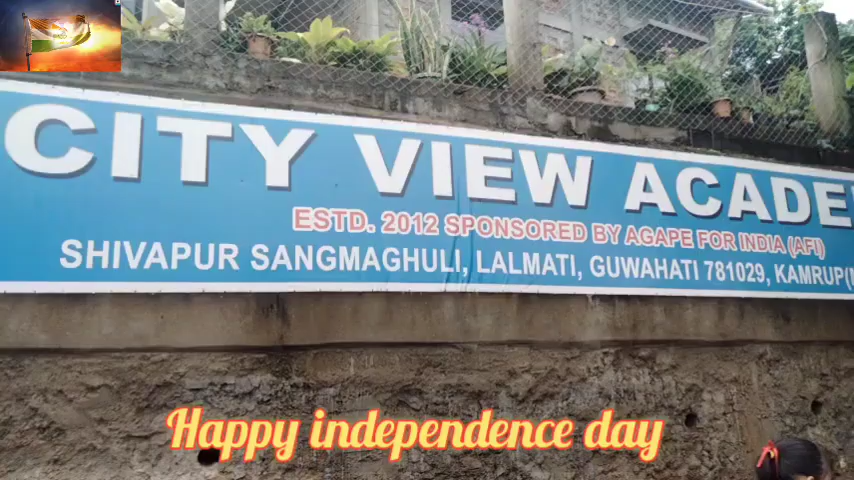 CITY VIEW ACADE
ESTD. 2012 SPONSORED BY AGAPE FOR INDIA (AFI)
SHIVAPUR SANGMAGHULI, LALMATI, GUWAHATI 781029, KAMRUP(
Happy independence day